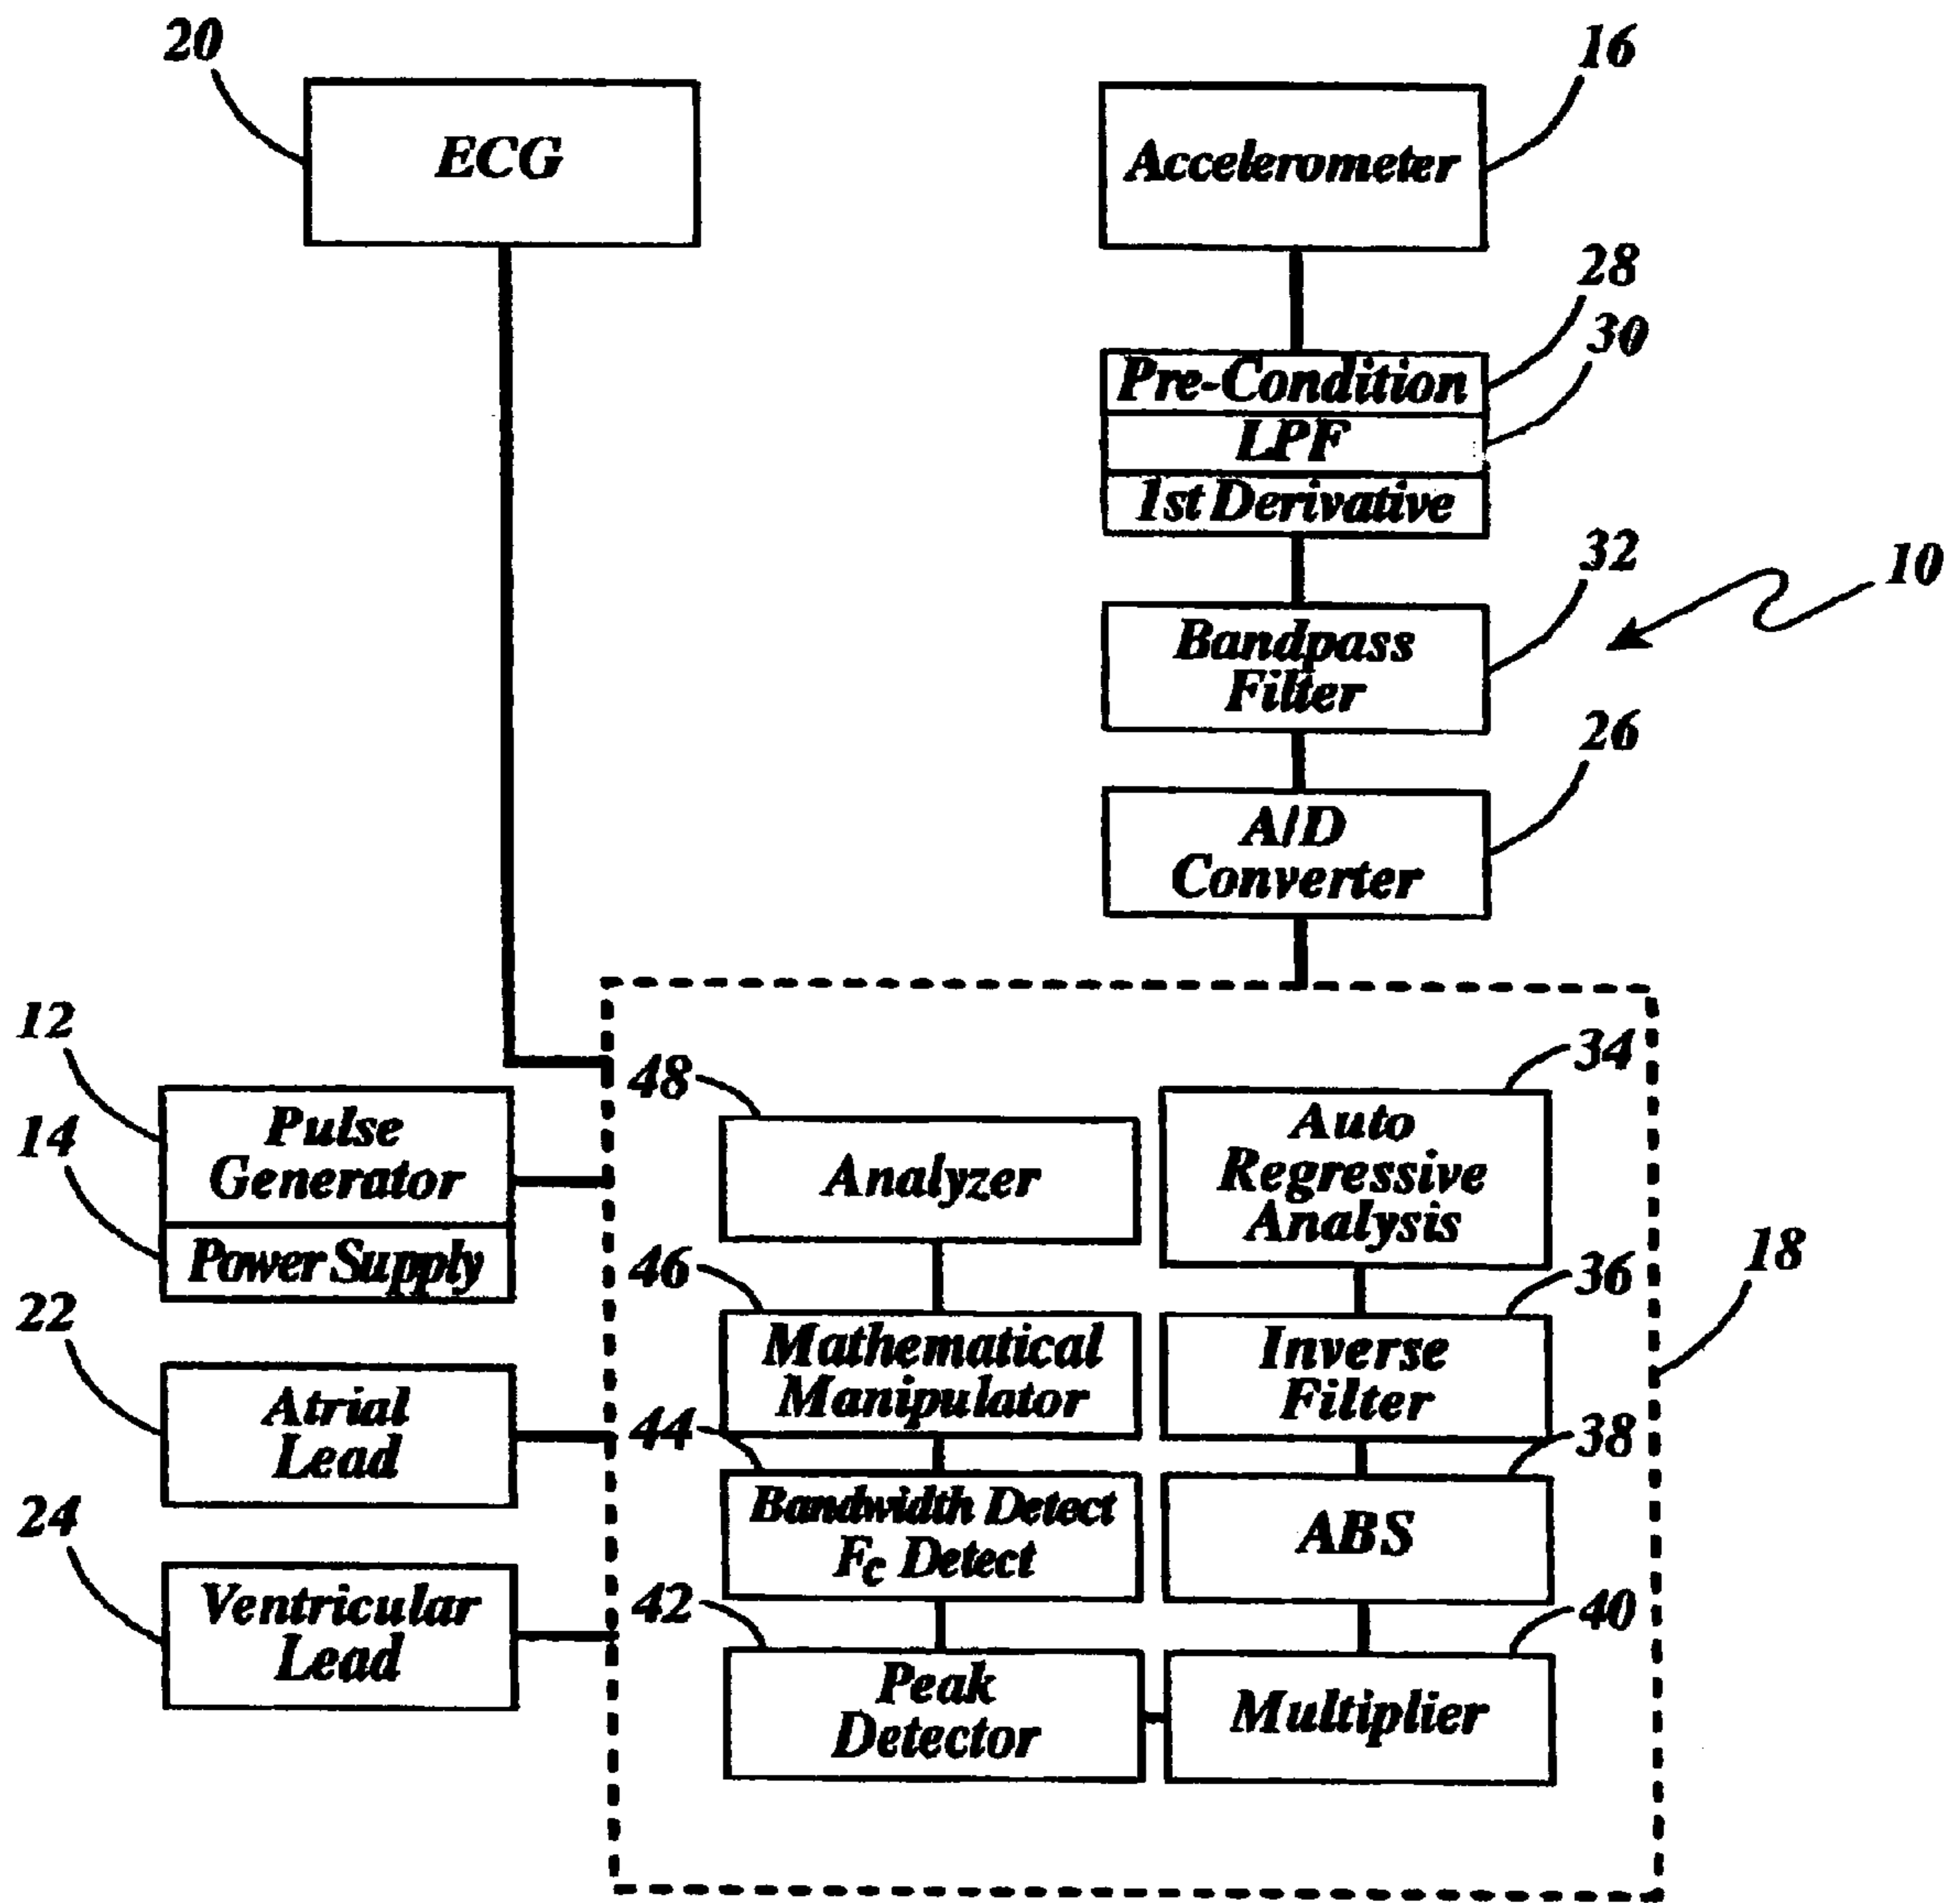 20
ECG
16
Accelerometer
28
Pre-Condition
30
LPF
1st Derivative
32
10
Bandpass
Filter
26
A/D
Converter
12
Pulse
Generator
14
Power Supply
22
Atrial
Lead
24
Ventricular
Lead
48
Analyzer
46
Mathematical
Manipulator
44
Bandwidth Detect
Fc Detect
42
Peak
Detector
34
Auto
Regressive
Analysis
36
Inverse
Filter
18
38
ABS
40
Multiplier